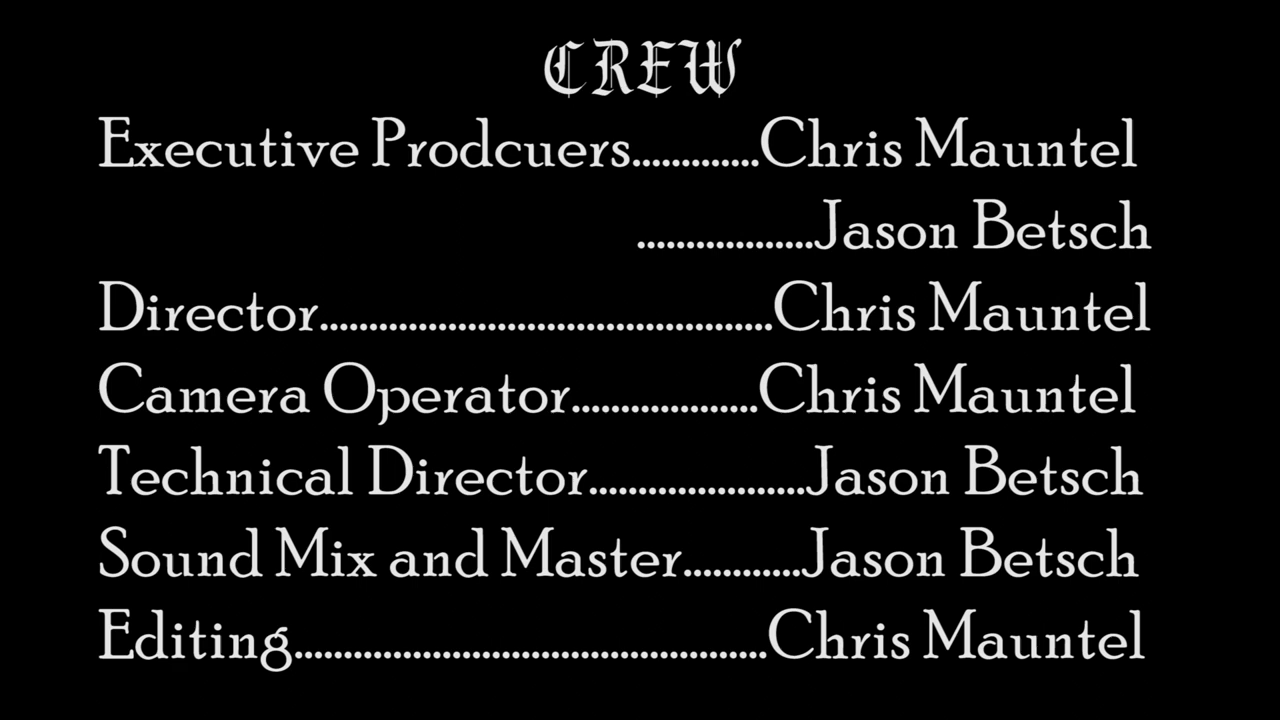 CREW
Executive Prodcuers.............Chris Mauntel
..................Jason Betsch
Director..............................................Chris Mauntel
Camera Operator...................Chris Mauntel
Technical Director......................Jason Betsch
Sound Mix and Master............Jason Betsch
Editing................................................Chris Mauntel